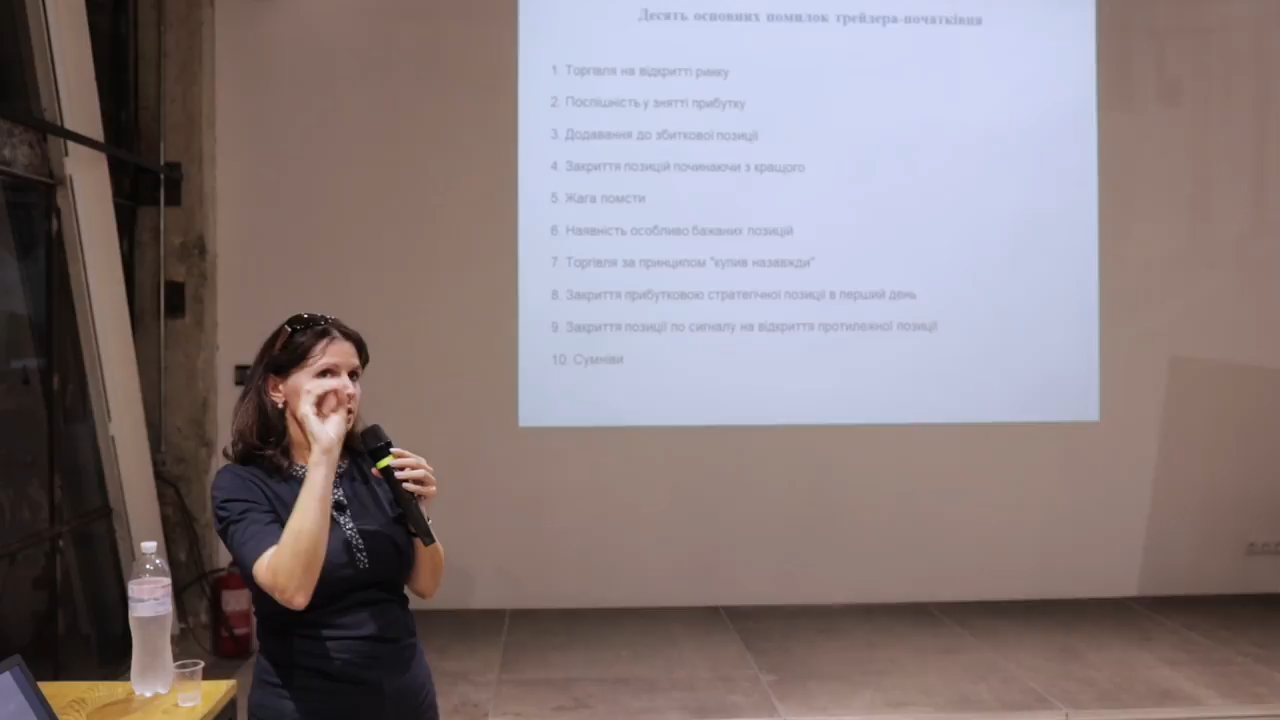 Десять основних помилок трейдера-початківця
1. Торгівля на відкритті ринку
2. Поспішність у знятті прибутку
3. Додавання до збиткової позиції
4. Закриття позицій починаючи з кращого
5. Жага помсти
6. Наявність особливо бажаних позицій
7. Торгівля за принципом "купив назавжди"
8. Закриття прибутковою стратегічної позиції в перший день
9. Закриття позиції по сигналу на відкриття протилежної позиції
10. Сумніви